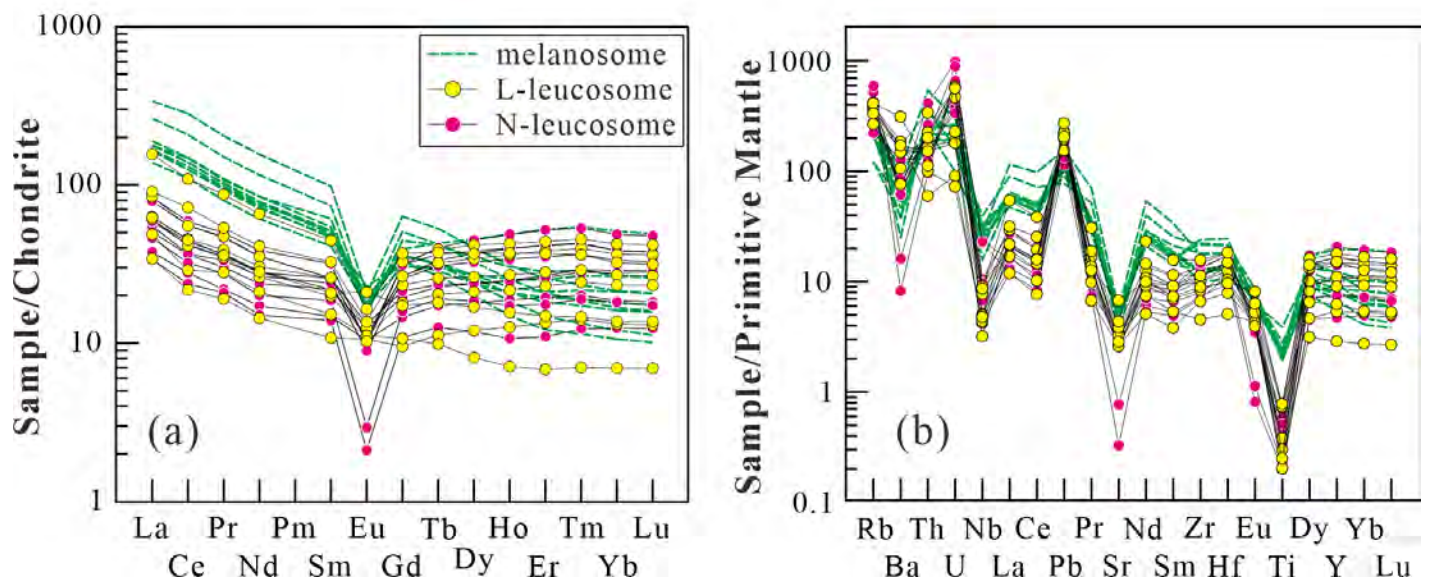 Sample/Chondrite
1000
100
10
1
melanosome
L-leucosome
N-leucosome
(a)
La Pr Pm Eu Tb Ho Tm Lu
Ce Nd Sm Gd Dy Er Yb
Sample/Primitive Mantle
1000
100
10
1
0.1
(b)
Rb Th Nb Ce Pr Nd Zr Eu Dy Yb
Ba U La Pb Sr Sm Hf Ti Y Lu